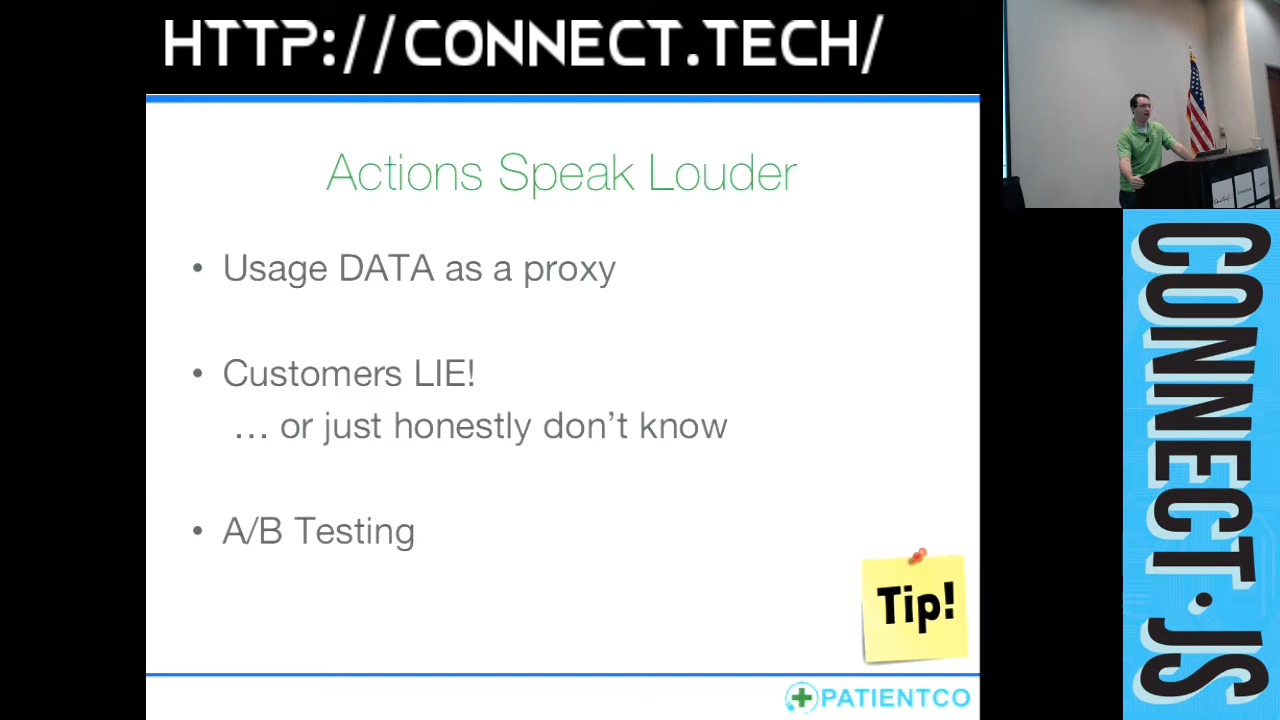 HTTP://CONNECT.TECH/
Actions Speak Louder
• Usage DATA as a proxy
• Customers LIE!
… or just honestly don’t know
• A/B Testing
Tip!
PATIENTCO
CONNECT.JS